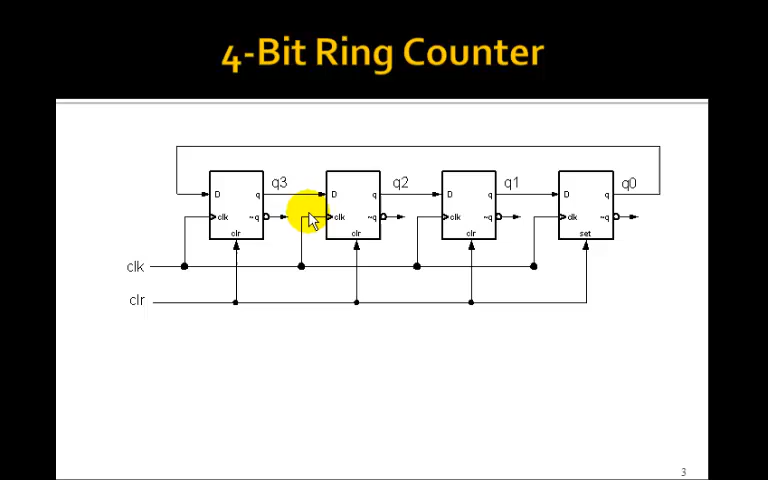 4-Bit Ring Counter
q3 q2 q1 q0
D q D q D q D q
clk ~q clk ~q clk ~q clk ~q
clr clr clr set
clk
clr
3